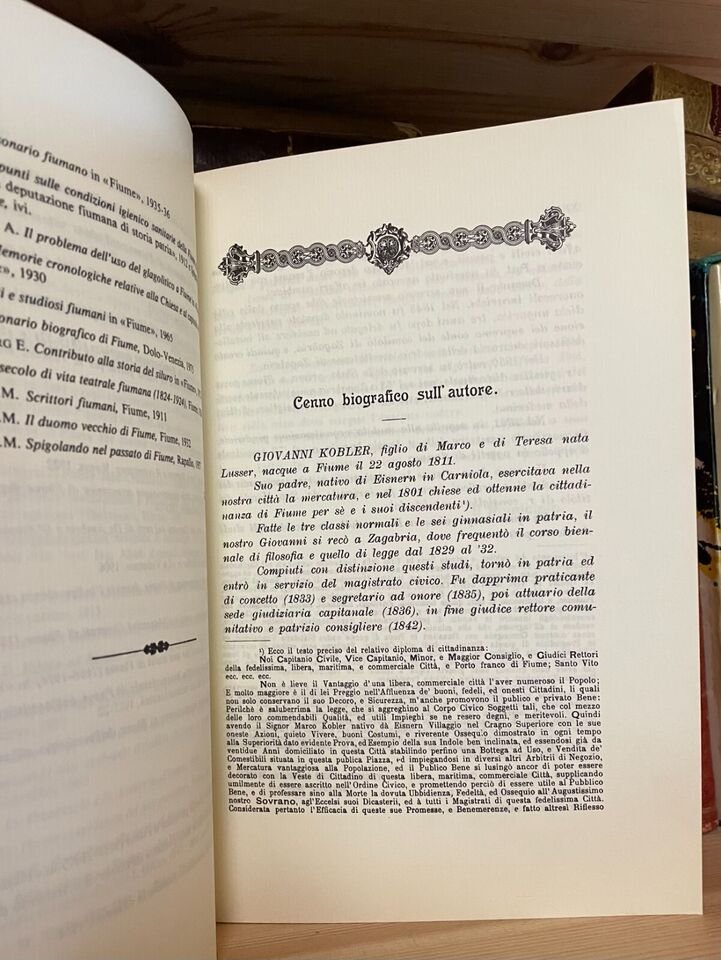 onario fiumano in «Fiume», 1935-36
punti sulle condizioni igienico sanitarie della
deputazione fiumana di storia patria»,
e, ivi.
A. Il problema dell'uso del glagolitico a Fiume
Memorie cronologiche relative alla Chiesa e al
», 1930
i e studiosi fiumani in «Fiume», 1965
onario biografico di Fiume, Dolo-Venezia,
RG E. Contributo alla storia del siluro in «Fiume»,
secolo di vita teatrale fiumana (1824-1924), Fiume,
M. Scrittori fiumani, Fiume, 1911
.M. Il duomo vecchio di Fiume, Fiume, 1912
.M. Spigolando nel passato di Fiume, Rapallo,
Cenno biografico sull' autore.
GIOVANNI KOBLER, figlio di Marco e di Teresa nata
Lusser, nacque a Fiume il 22 agosto 1811.
Suo padre, nativo di Eisnern in Carniola, esercitava nella
nostra città la mercatura, e nel 1801 chiese ed ottenne la cittadi-
nanza di Fiume per sè e i suoi discendenti¹).
Fatte le tre classi normali e le sei ginnasiali in patria, il
nostro Giovanni si recò a Zagabria, dove frequentò il corso bien-
nale di filosofia e quello di legge dal 1829 al '32.
Compiuti con distinzione questi studi, tornò in patria ed
entrò in servizio del magistrato civico. Fu dapprima praticante
di concetto (1833) e segretario ad onore (1835), poi attuario della
sede giudiziaria capitanale (1836), in fine giudice rettore comu-
nitativo e patrizio consigliere (1842).
¹) Ecco il testo preciso del relativo diploma di cittadinanza:
Noi Capitanio Civile, Vice Capitanio, Minor, e Maggior Consiglio, e Giudici Rettori
della fedelissima, libera, maritima, e commerciale Città, e Porto franco di Fiume; Santo Vito
ecc. ecc. ecc.
Non è lieve il Vantaggio d'una libera, commerciale città l'aver numeroso il Popolo;
E molto maggiore è il di lei Preggio nell'Affluenza de' buoni, fedeli, ed onesti Cittadini, li quali
non solo conservano il suo Decoro, e Sicurezza, m'anche promovono il publico e privato Bene:
Perilchè è saluberrima la legge, che si aggreghino al Corpo Civico Soggetti tali, che col mezzo
delle loro commendabili Qualità, ed utili Impieghi se ne resero degni, e meritevoli. Quindi
avendo il Signor Marco Kobler nativo dà Eisnern Villaggio nel Cragno Superiore con le sue
oneste Azioni, quieto Vivere, buoni Costumi, e riverente Ossequio dimostrato in ogni tempo
alla Superiorità dato evidente Prova, ed Esempio della sua Indole ben inclinata, ed essendosi già da
ventidue Anni domiciliato in questa Città stabilindo perfino una Bottega ad Uso, e Vendita de'
Comestibili situata in questa publica Piazza, ed impiegandosi in diversi altri Arbitrii di Negozio,
e Mercatura vantaggiosa alla Popolazione, ed il Publico Bene si lusingò ancor di poter essere
decorato con la Veste di Cittadino di questa libera, maritima, commerciale Città, supplicando
umilmente di essere ascritto nell'Ordine Civico, e promettendo perciò di essere utile al Publico
Bene, e di professare sino alla Morte la dovuta Ubbidienza, Fedeltà, ed Ossequio all'Augustissimo
nostro Sovrano, agl'Eccelsi suoi Dicasterii, ed à tutti i Magistrati di questa fedelissima Città.
Considerata pertanto l'Efficacia di queste sue Promesse, e Benemerenze, e fatto altresì Riflesso